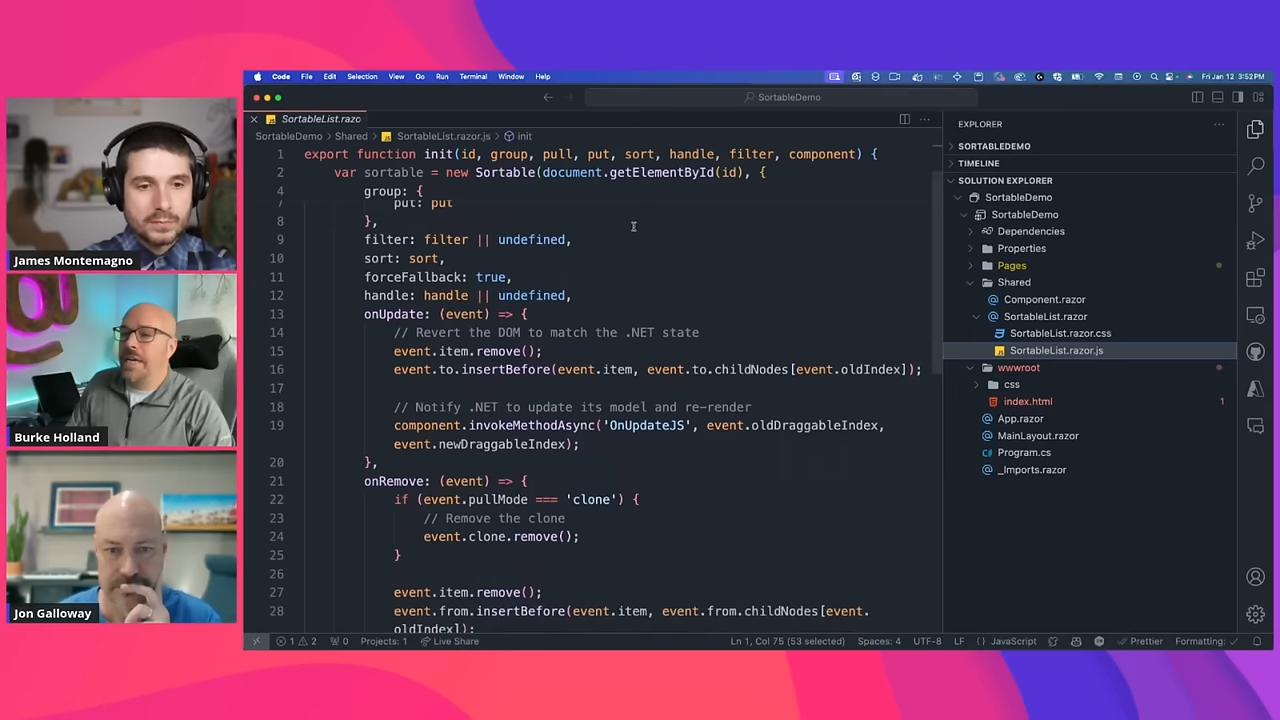 Code File Edit Selection View Go Run Terminal Window Help
Fri Jan 12 3:52PM
SortableDemo
SortableList.razo
SortableDemo Shared SortableList.razor.js init
1 export function init(id, group, pull, put, sort, handle, filter, component) {
2 var sortable = new Sortable(document.getElementById(id), {
4 group: {
7 put: put
8 },
9 filter: filter || undefined,
10 sort: sort,
11 forceFallback: true,
12 handle: handle || undefined,
13 onUpdate: (event) => {
14 // Revert the DOM to match the .NET state
15 event.item.remove();
16 event.to.insertBefore(event.item, event.to.childNodes[event.oldIndex]);
17
18 // Notify .NET to update its model and re-render
19 component.invokeMethodAsync('OnUpdateJS', event.oldDraggableIndex,
event.newDraggableIndex);
20 },
21 onRemove: (event) => {
22 if (event.pullMode === 'clone') {
23 // Remove the clone
24 event.clone.remove();
25 }
26
27 event.item.remove();
28 event.from.insertBefore(event.item, event.from.childNodes[event.
oldIndex]);
EXPLORER
SORTABLEDEMO
TIMELINE
SOLUTION EXPLORER
SortableDemo
SortableDemo
Dependencies
Properties
Pages
Shared
Component.razor
SortableList.razor
SortableList.razor.css
SortableList.razor.js
wwwroot
css
index.html 1
App.razor
MainLayout.razor
Program.cs
_Imports.razor
1 2 0 Projects: 1 Live Share
Ln 1, Col 75 (53 selected) Spaces: 4 UTF-8 LF {} JavaScript Prettier Formatting:
James Montemagno
Burke Holland
Jon Galloway